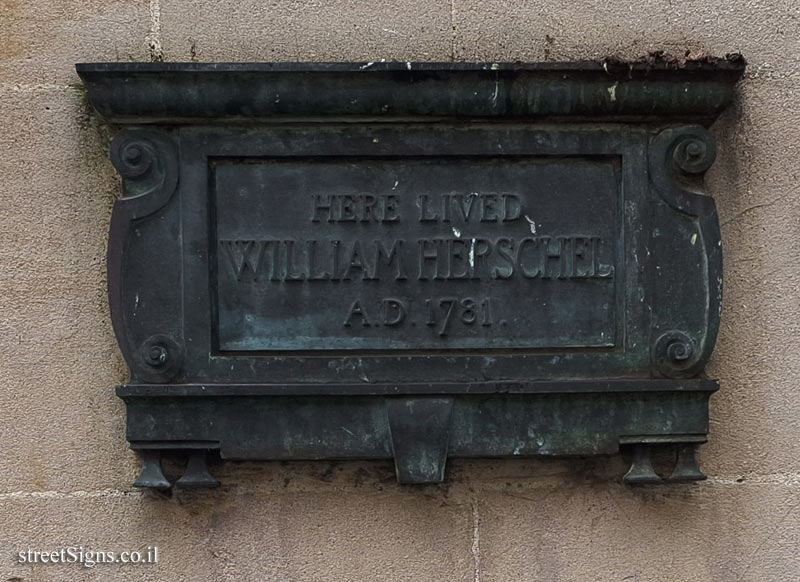 HERE LIVED
WILLIAM HERSCHEL
A.D. 1781.
streetSigns.co.il